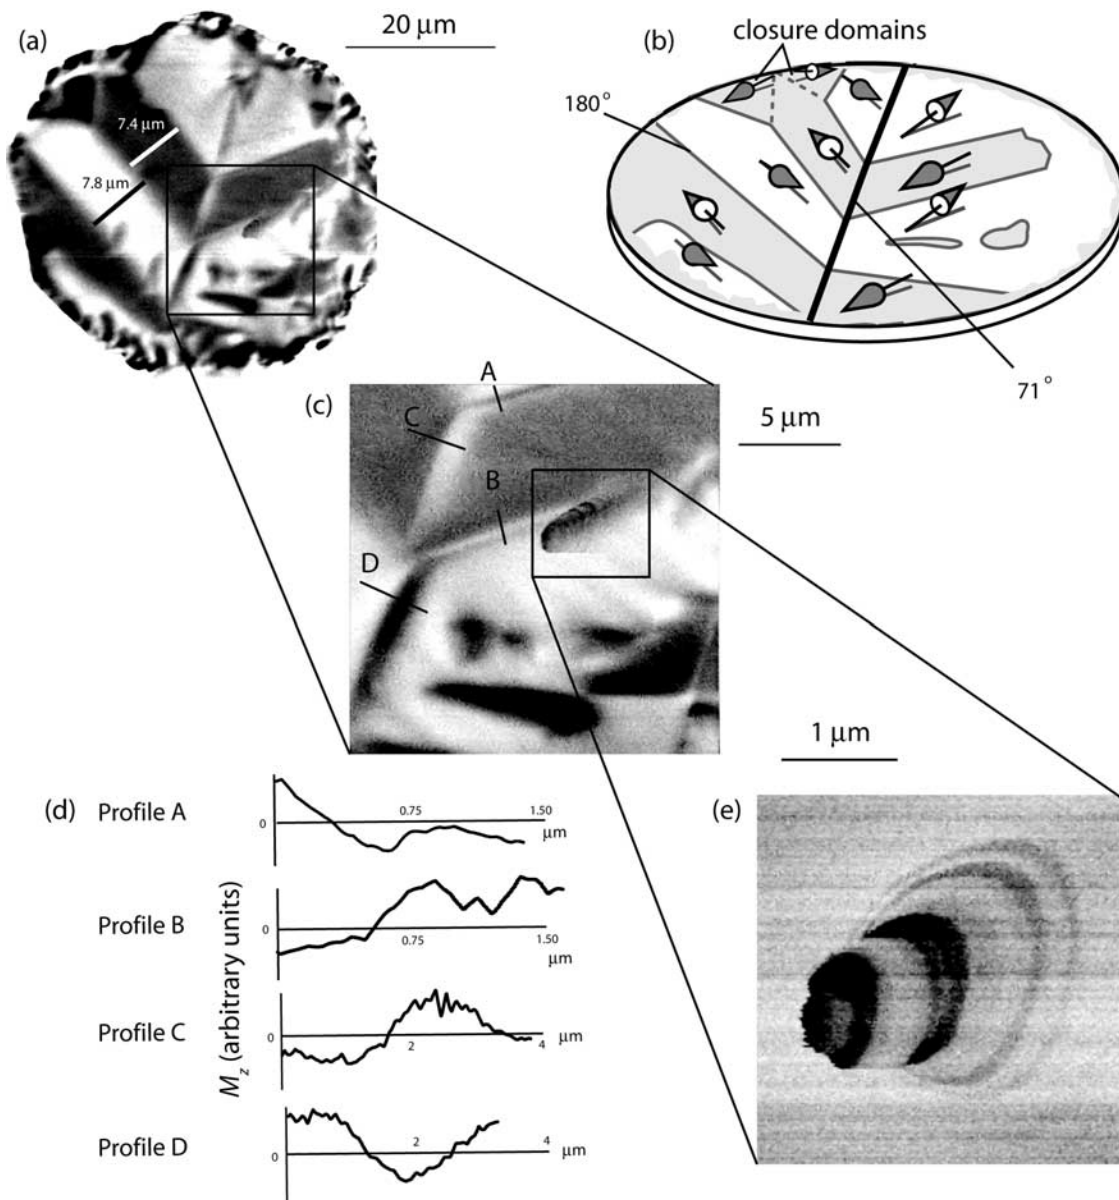 (a)
20 μm
7.4 μm
7.8 μm
(b)
closure domains
180°
71°
(c)
A
C
B
D
5 μm
1 μm
(d)
Profile A
0
0.75
1.50
μm
Profile B
0
0.75
1.50
μm
Profile C
0
2
4
μm
Profile D
0
2
4
μm
Mz (arbitrary units)
(e)